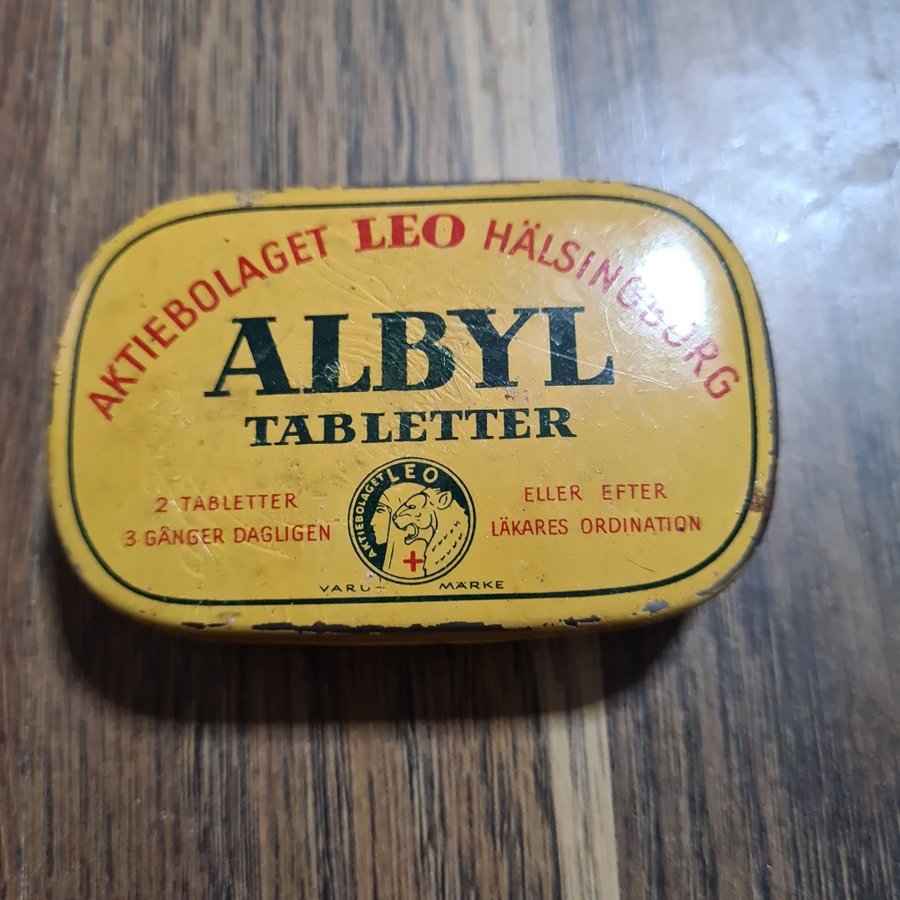 AKTIEBOLAGET LEO HÄLSINGBORG
ALBYL
TABLETTER
2 TABLETTER
3 GÅNGER DAGLIGEN
AKTIEBOLAGET LEO
ELLER EFTER
LÄKARES ORDINATION
VARU- MÄRKE